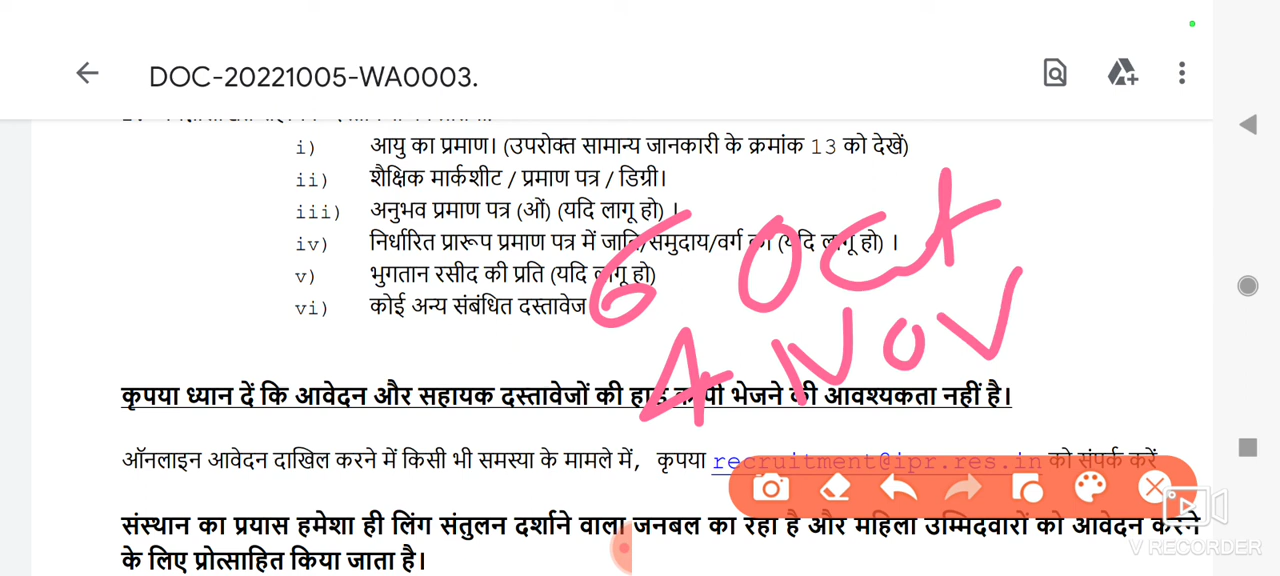 DOC-20221005-WA0003.
i) आयु का प्रमाण। (उपरोक्त सामान्य जानकारी के क्रमांक 13 को देखें)
ii) शैक्षिक मार्कशीट / प्रमाण पत्र / डिग्री।
iii) अनुभव प्रमाण पत्र (ओं) (यदि लागू हो) ।
iv) निर्धारित प्रारूप प्रमाण पत्र में जाति/समुदाय/वर्ग का (यदि लागू हो) ।
v) भुगतान रसीद की प्रति (यदि लागू हो)
vi) कोई अन्य संबंधित दस्तावेज
6 Oct
4 NOV
कृपया ध्यान दें कि आवेदन और सहायक दस्तावेजों की हार्ड कॉपी भेजने की आवश्यकता नहीं है।
ऑनलाइन आवेदन दाखिल करने में किसी भी समस्या के मामले में, कृपया recruitment@ipr.res.in को संपर्क करें
संस्थान का प्रयास हमेशा ही लिंग संतुलन दर्शाने वाला जनबल का रहा है और महिला उम्मिदवारों को आवेदन करने
के लिए प्रोत्साहित किया जाता है।
V RECORDER